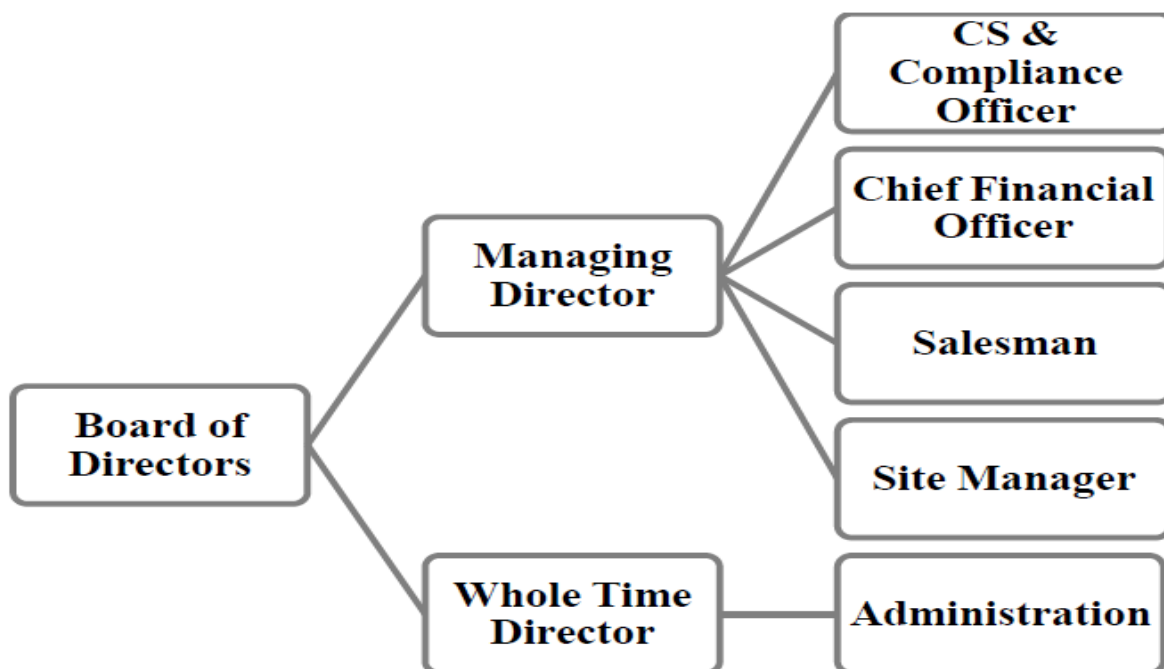 CS &
Compliance
Officer
Chief Financial
Officer
Managing
Director
Salesman
Board of
Directors
Site Manager
Whole Time
Director
Administration